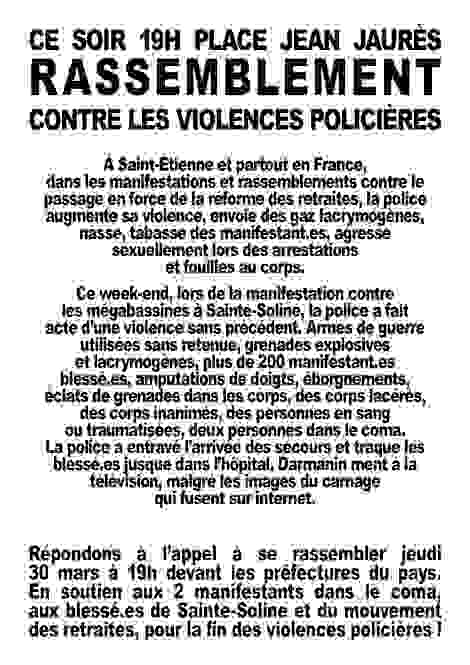 CE SOIR 19H PLACE JEAN JAURÈS
RASSEMBLEMENT
CONTRE LES VIOLENCES POLICIÈRES
À Saint-Étienne et partout en France,
dans les manifestations et rassemblements contre le
passage en force de la réforme des retraites, la police
augmente sa violence, envoie des gaz lacrymogènes,
nasse, tabasse des manifestant.es, agresse
sexuellement lors des arrestations
et fouilles au corps.
Ce week-end, lors de la manifestation contre
les mégabassines à Sainte-Soline, la police a fait
acte d'une violence sans précédent. Armes de guerre
utilisées sans retenue, grenades explosives
et lacrymogènes, plus de 200 manifestant.es
blessé.es, amputations de doigts, éborgnements,
éclats de grenades dans les corps, des corps lacérés,
des corps inanimés, des personnes en sang
ou traumatisées, deux personnes dans le coma.
La police a entravé l'arrivée des secours et traque les
blessé.es jusque dans l'hôpital, Darmanin ment à la
télévision, malgré les images du carnage
qui fusent sur internet.
Répondons à l'appel à se rassembler jeudi
30 mars à 19h devant les préfectures du pays.
En soutien aux 2 manifestants dans le coma,
aux blessé.es de Sainte-Soline et du mouvement
des retraites, pour la fin des violences policières !